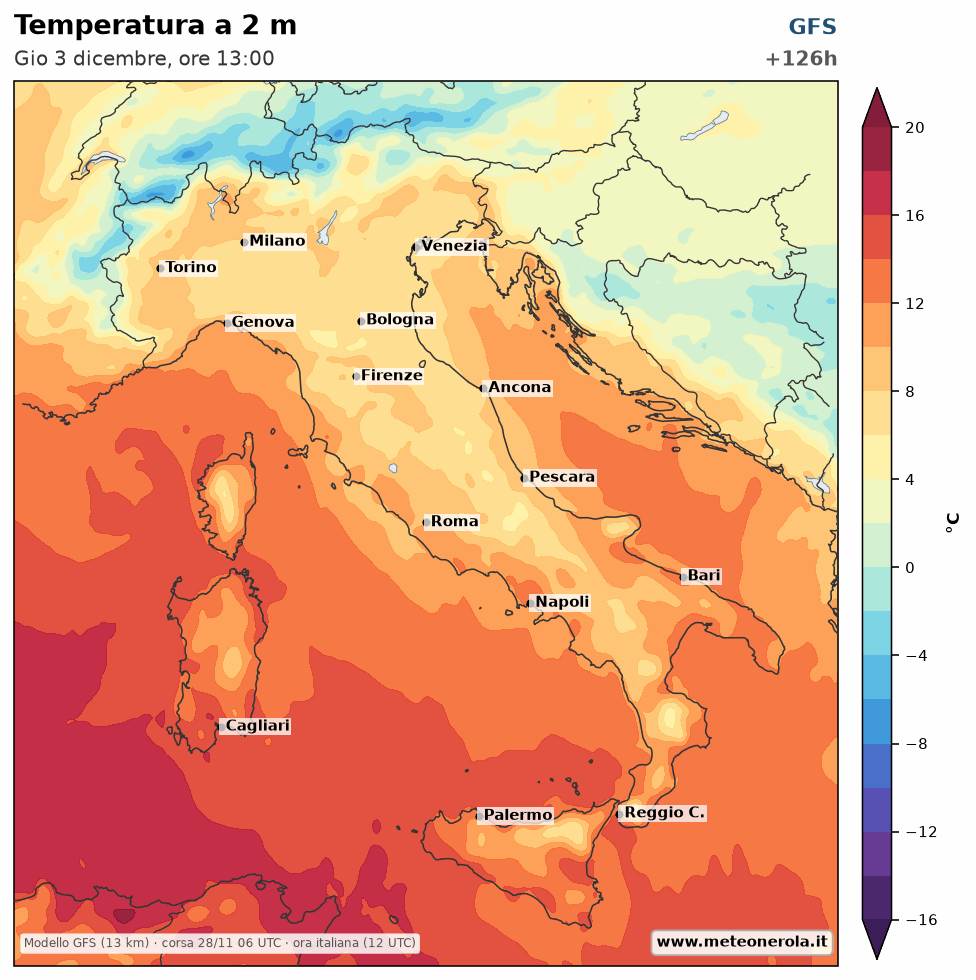 Temperatura a 2 m
GFS
Gio 3 dicembre, ore 13:00
+126h
20
16
12
8
4
0
−4
−8
−12
−16
°C
Milano
Venezia
Torino
Genova
Bologna
Firenze
Ancona
Pescara
Roma
Bari
Napoli
Cagliari
Palermo
Reggio C.
Modello GFS (13 km) · corsa 28/11 06 UTC · ora italiana (12 UTC)
www.meteonerola.it